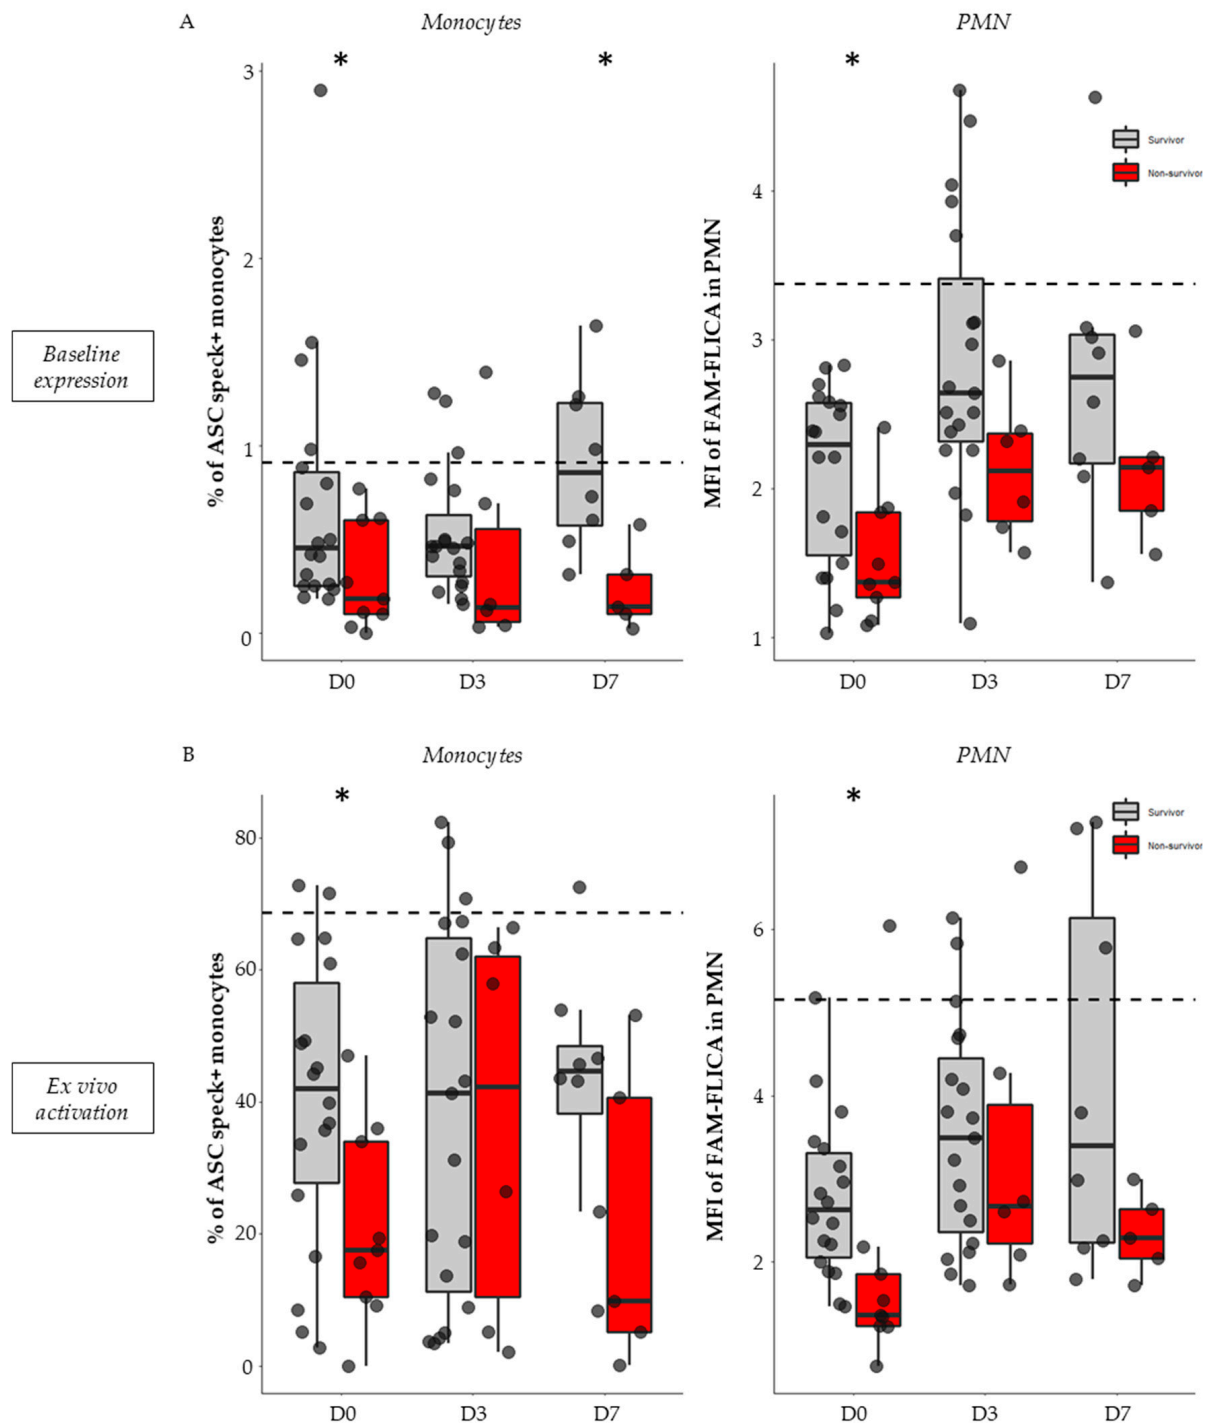 A
Monocytes
PMN
*
*
*
3
2
1
0
% of ASC speck+ monocytes
D0
D3
D7
4
3
2
1
MFI of FAM-FLICA in PMN
D0
D3
D7
Survivor
Non-survivor
Baseline
expression
B
Monocytes
PMN
*
*
80
60
40
20
0
% of ASC speck+ monocytes
D0
D3
D7
6
4
2
MFI of FAM-FLICA in PMN
D0
D3
D7
Survivor
Non-survivor
Ex vivo
activation